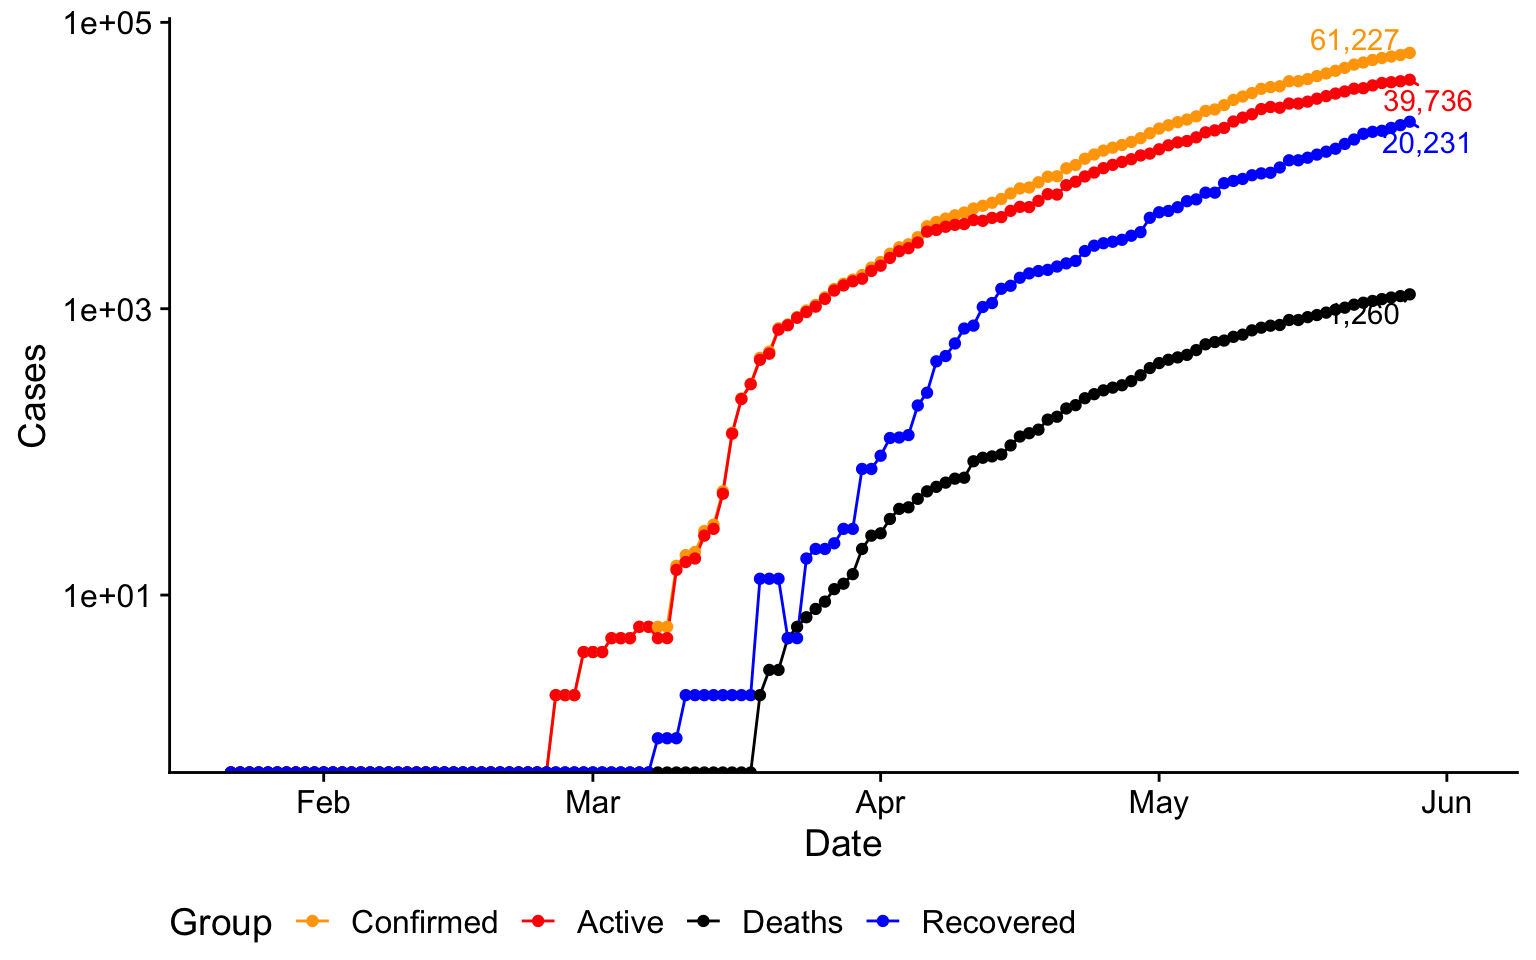 1e+05
61,227
39,736
20,231
1e+03
1,260
1e+01
Cases
Feb Mar Apr May Jun
Date
Group Confirmed Active Deaths Recovered